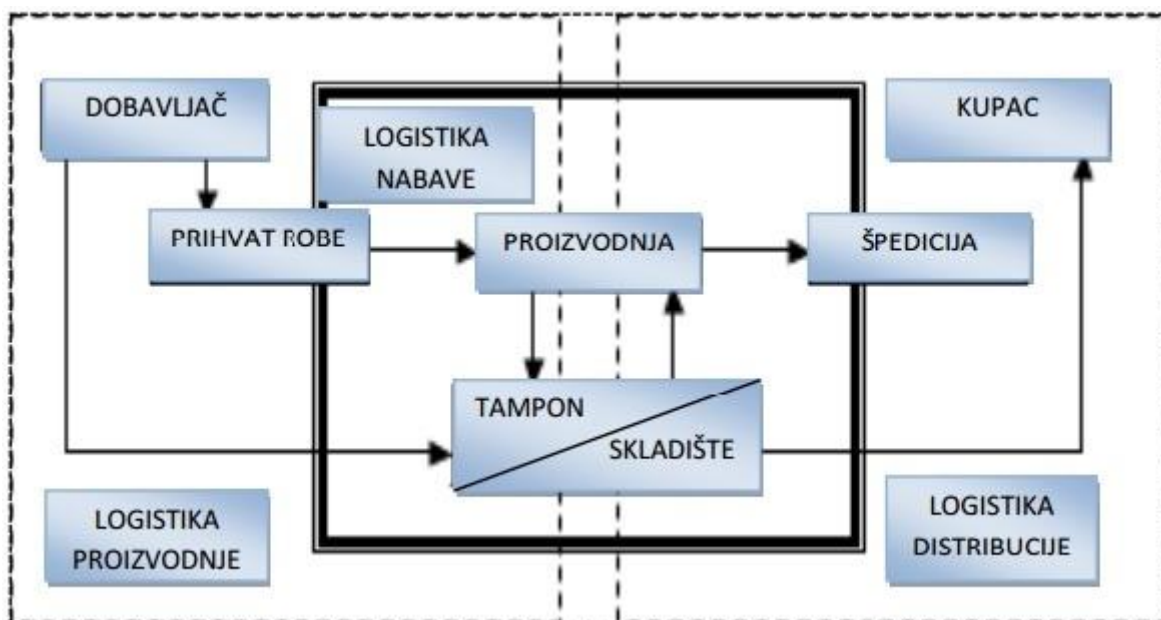 DOBAVLJAČ
KUPAC
LOGISTIKA
NABAVE
PRIHVAT ROBE
PROIZVODNJA
ŠPEDICIJA
TAMPON
SKLADIŠTE
LOGISTIKA
PROIZVODNJE
LOGISTIKA
DISTRIBUCIJE